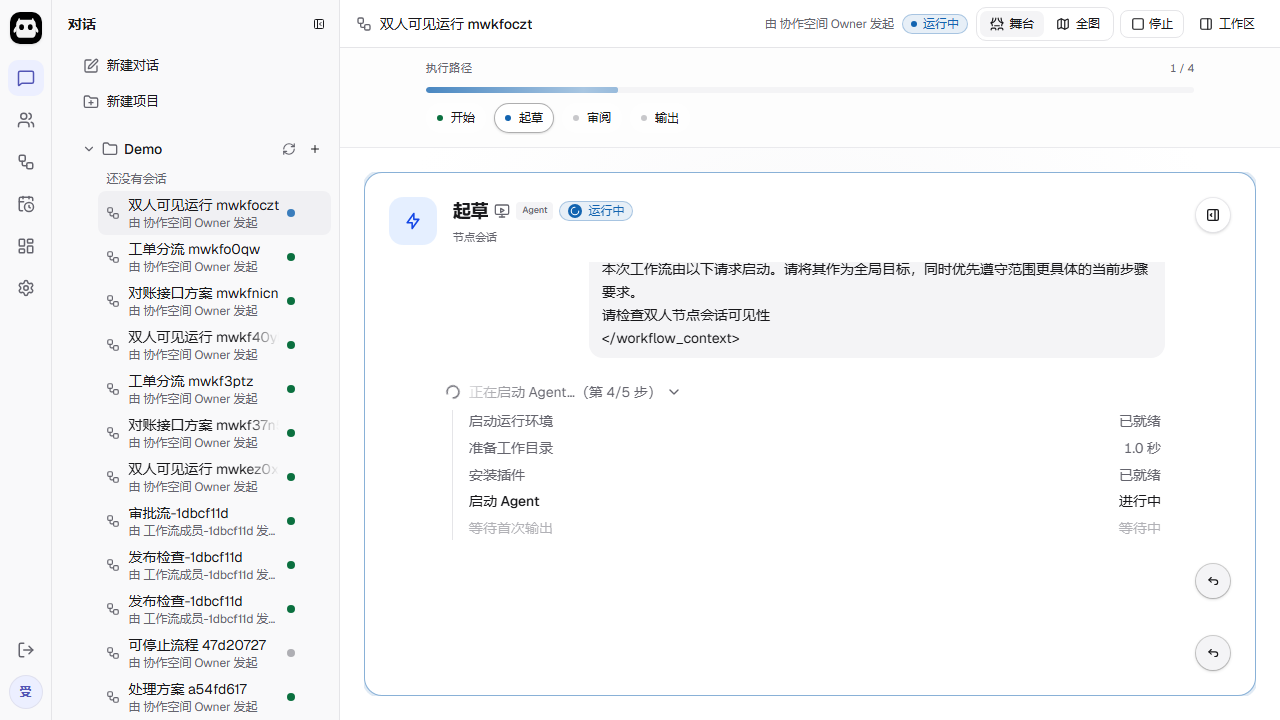 对话
新建对话
新建项目
Demo
还没有会话
双人可见运行 mwkfoczt
由 协作空间 Owner 发起
工单分流 mwkfo0qw
由 协作空间 Owner 发起
对账接口方案 mwkfnicn
由 协作空间 Owner 发起
双人可见运行 mwkf40y
由 协作空间 Owner 发起
工单分流 mwkf3ptz
由 协作空间 Owner 发起
对账接口方案 mwkf37n
由 协作空间 Owner 发起
双人可见运行 mwkez0x
由 协作空间 Owner 发起
审批流-1dbcf11d
由 工作流成员-1dbcf11d 发...
发布检查-1dbcf11d
由 工作流成员-1dbcf11d 发...
发布检查-1dbcf11d
由 工作流成员-1dbcf11d 发...
可停止流程 47d20727
由 协作空间 Owner 发起
处理方案 a54fd617
由 协作空间 Owner 发起
受
双人可见运行 mwkfoczt
由 协作空间 Owner 发起
运行中
舞台
全图
停止
工作区
执行路径
1 / 4
开始
起草
审阅
输出
起草
Agent
运行中
节点会话
本次工作流由以下请求启动。请将其作为全局目标，同时优先遵守范围更具体的当前步骤
要求。
请检查双人节点会话可见性
</workflow_context>
正在启动 Agent...（第 4/5 步）
启动运行环境 已就绪
准备工作目录 1.0 秒
安装插件 已就绪
启动 Agent 进行中
等待首次输出 等待中